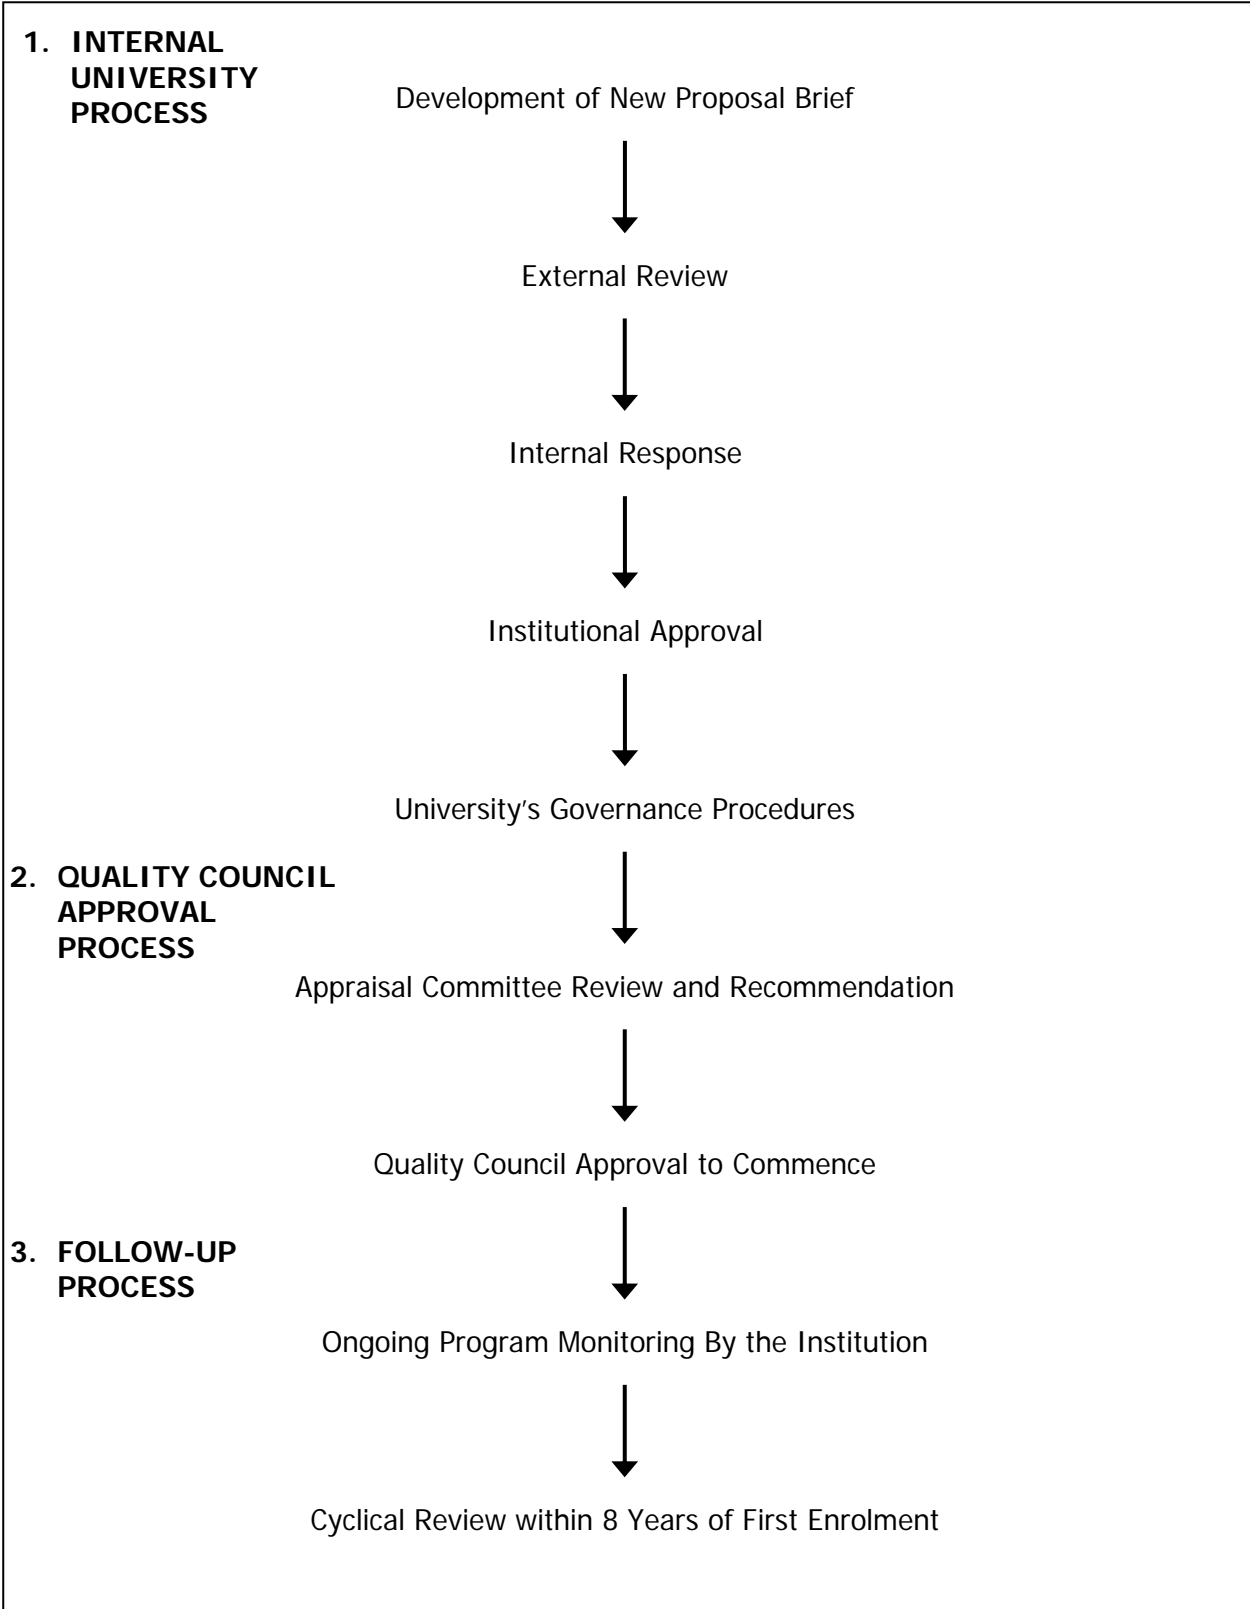 1. INTERNAL
UNIVERSITY
PROCESS
Development of New Proposal Brief
External Review
Internal Response
Institutional Approval
University's Governance Procedures
2. QUALITY COUNCIL
APPROVAL
PROCESS
Appraisal Committee Review and Recommendation
Quality Council Approval to Commence
3. FOLLOW-UP
PROCESS
Ongoing Program Monitoring By the Institution
Cyclical Review within 8 Years of First Enrolment